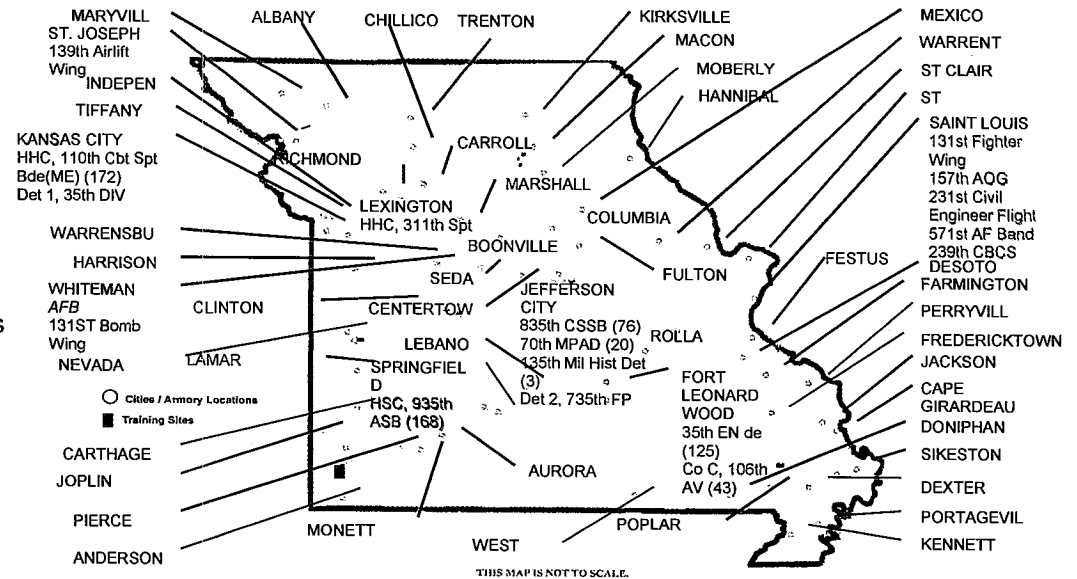 MARYVILL
ALBANY
CHILLICO
TRENTON
KIRKSVILLE
MEXICO
ST. JOSEPH
139th Airlift
Wing
MACON
WARRENT
INDEPEN
MOBERLY
ST CLAIR
TIFFANY
HANNIBAL
ST
KANSAS CITY
HHC, 110th Cbt Spt
Bde(ME) (172)
Det 1, 35th DIV
RICHMOND
CARROLL
MARSHALL
SAINT LOUIS
131st Fighter
Wing
157th AOG
231st Civil
Engineer Flight
571st AF Band
239th CBCS
LEXINGTON
HHC, 311th Spt
COLUMBIA
WARRENSBU
BOONVILLE
HARRISON
SEDA
FULTON
FESTUS
DESOTO
WHITEMAN
AFB
131ST Bomb
Wing
CLINTON
CENTERTOW
JEFFERSON
CITY
835th CSSB (76)
70th MPAD (20)
135th Mil Hist Det
(3)
Det 2, 735th FP
FARMINGTON
PERRYVILL
S
NEVADA
LAMAR
LEBANO
ROLLA
FREDERICKTOWN
SPRINGFIEL
D
HSC, 935th
ASB (168)
FORT
LEONARD
WOOD
35th EN de
(125)
Co C, 106th
AV (43)
JACKSON
CAPE
GIRARDEAU
Cities / Armory Locations
Training Sites
DONIPHAN
CARTHAGE
SIKESTON
JOPLIN
AURORA
DEXTER
PIERCE
MONETT
POPLAR
PORTAGEVIL
ANDERSON
WEST
KENNETT
THIS MAP IS NOT TO SCALE.